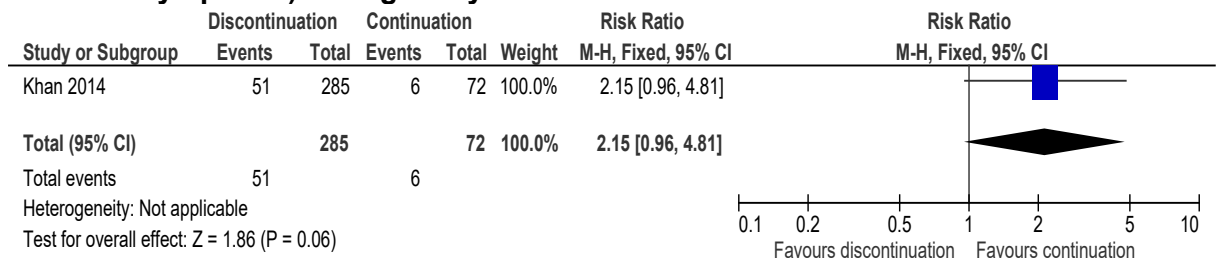 Discontinuation Continuation Risk Ratio Risk Ratio
Study or Subgroup Events Total Events Total Weight M-H, Fixed, 95% CI M-H, Fixed, 95% CI
Khan 2014 51 285 6 72 100.0% 2.15 [0.96, 4.81]
Total (95% CI) 285 72 100.0% 2.15 [0.96, 4.81]
Total events 51 6
Heterogeneity: Not applicable
Test for overall effect: Z = 1.86 (P = 0.06)
0.1 0.2 0.5 1 2 5 10
Favours discontinuation Favours continuation